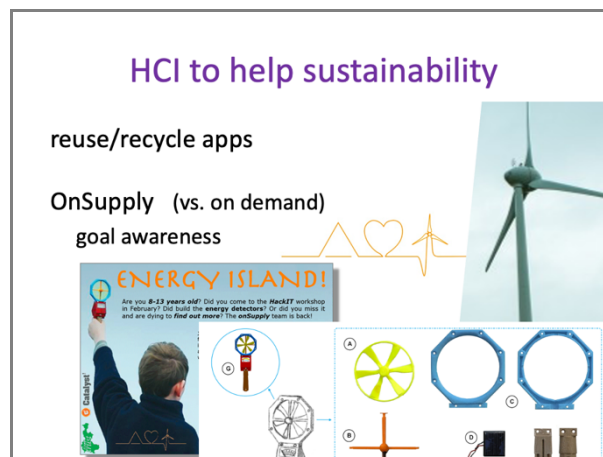 HCI to help sustainability
reuse/recycle apps
OnSupply (vs. on demand)
goal awareness
ENERGY ISLAND!
Are you 8-13 years old? Did you come to the HackIT workshop
in February? Did build the energy detectors? Or did you miss it
and are dying to find out more? The onSupply team is back!
Catalyst
G
A
C
B
D